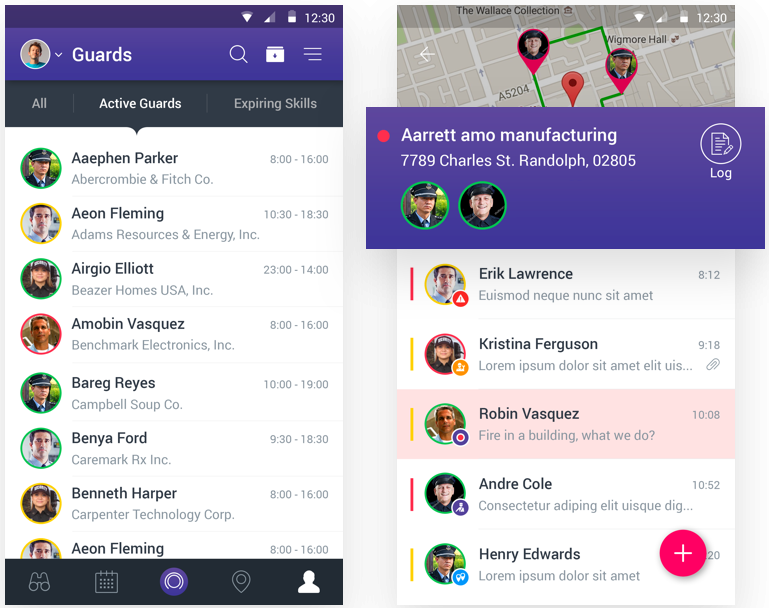 12:30
Guards
All
Active Guards
Expiring Skills
Aaephen Parker
8:00 - 16:00
Abercrombie & Fitch Co.
Aeon Fleming
10:30 - 18:30
Adams Resources & Energy, Inc.
Airgio Elliott
23:00 - 14:00
Beazer Homes USA, Inc.
Amobin Vasquez
8:00 - 16:00
Benchmark Electronics, Inc.
Bareg Reyes
10:00 - 19:00
Campbell Soup Co.
Benya Ford
9:30 - 18:30
Caremark Rx Inc.
Benneth Harper
8:00 - 16:00
Carpenter Technology Corp.
Aeon Fleming
8:00 - 16:00
The Wallace Collection
12:30
Wigmore Hall
A5204
Aarrett amo manufacturing
7789 Charles St. Randolph, 02805
Log
Erik Lawrence
8:12
Euismod neque nunc sit amet
Kristina Ferguson
9:18
Lorem ipsum dolor sit amet elit uis...
Robin Vasquez
10:08
Fire in a building, what we do?
Andre Cole
10:52
Consectetur adiping elit uisque dig...
Henry Edwards
20
Lorem ipsum dolor sit amet